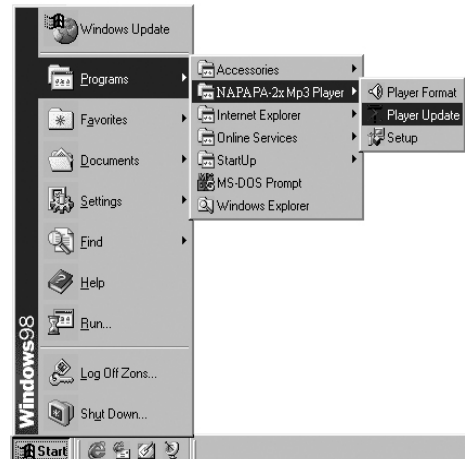 Windows Update
Programs
Favorites
Documents
Settings
Find
Help
Run...
Log Off Zons...
Shut Down...
Windows98
Start
Accessories
NAPA PA-2x Mp3 Player
Internet Explorer
Online Services
StartUp
MS-DOS Prompt
Windows Explorer
Player Format
Player Update
Setup